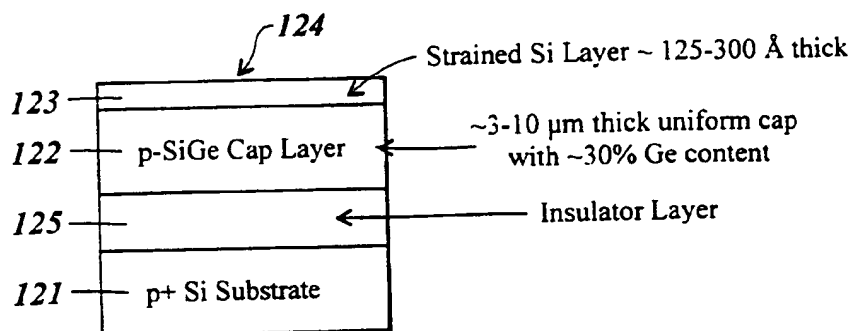 124
Strained Si Layer ~ 125-300 Å thick
123
122
p-SiGe Cap Layer
~3-10 µm thick uniform cap
with ~30% Ge content
125
Insulator Layer
121
p+ Si Substrate